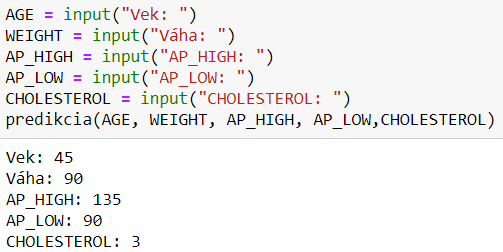 AGE = input("Vek: ")
WEIGHT = input("Váha: ")
AP_HIGH = input("AP_HIGH: ")
AP_LOW = input("AP_LOW: ")
CHOLESTEROL = input("CHOLESTEROL: ")
predikcia(AGE, WEIGHT, AP_HIGH, AP_LOW,CHOLESTEROL)
Vek: 45
Váha: 90
AP_HIGH: 135
AP_LOW: 90
CHOLESTEROL: 3